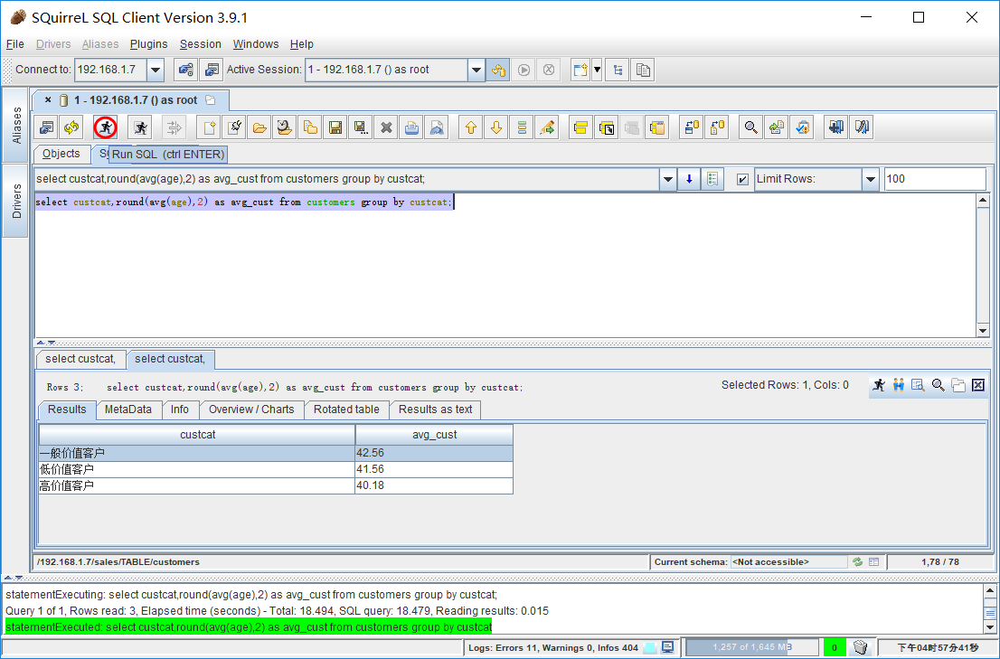 SQuirreL SQL Client Version 3.9.1
File Drivers Aliases Plugins Session Windows Help
Connect to: 192.168.1.7 Active Session: 1 - 192.168.1.7 () as root
Aliases
Drivers
1 - 192.168.1.7 () as root
Objects Run SQL (ctrl ENTER)
select custcat,round(avg(age),2) as avg_cust from customers group by custcat; Limit Rows: 100
select custcat,round(avg(age),2) as avg_cust from customers group by custcat;
select custcat, select custcat,
Rows 3; select custcat,round(avg(age),2) as avg_cust from customers group by custcat; Selected Rows: 1, Cols: 0
Results MetaData Info Overview / Charts Rotated table Results as text
custcat avg_cust
一般价值客户 42.56
低价值客户 41.56
高价值客户 40.18
/192.168.1.7/sales/TABLE/customers Current schema: <Not accessible> 1,78 / 78
statementExecuting: select custcat,round(avg(age),2) as avg_cust from customers group by custcat;
Query 1 of 1, Rows read: 3, Elapsed time (seconds) - Total: 18.494, SQL query: 18.479, Reading results: 0.015
statementExecuted: select custcat,round(avg(age),2) as avg_cust from customers group by custcat
Logs: Errors 11, Warnings 0, Infos 404 1,257 of 1,645 MB 0 下午04时57分41秒